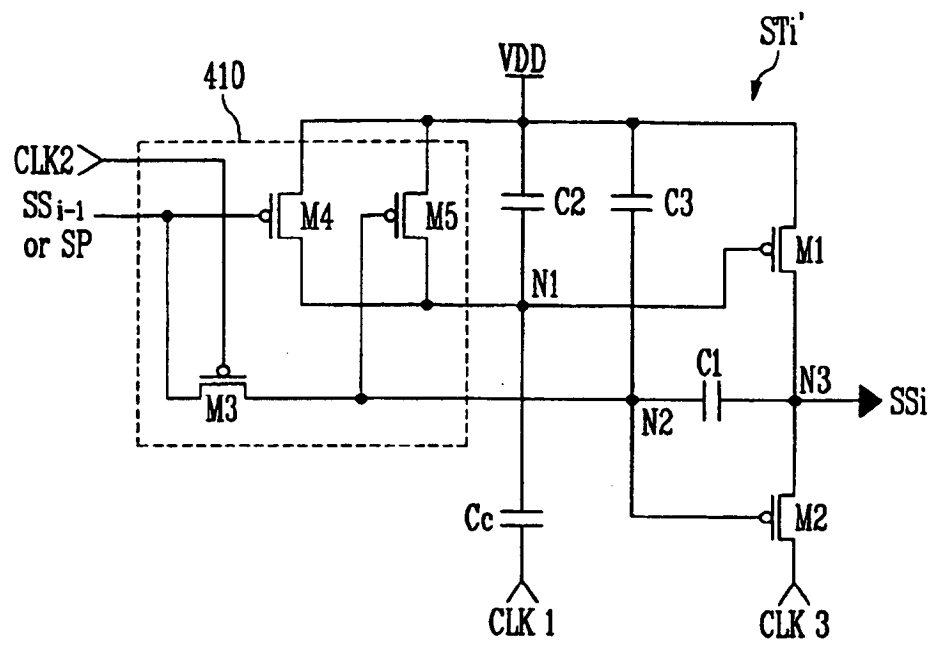 STi'
VDD
410
CLK2
SSi-1
or SP
M4
M5
C2
C3
M1
N1
C1
N3
SSi
M3
N2
Cc
M2
CLK 1
CLK 3